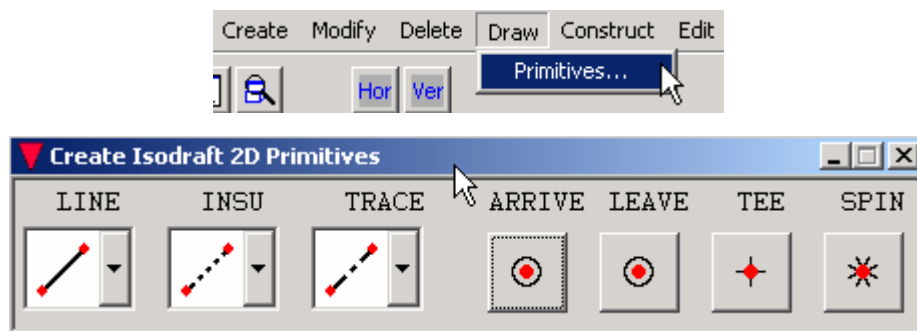 Create Modify Delete Draw Construct Edit
Primitives...
Hor Ver
Create Isodraft 2D Primitives
LINE INSU TRACE ARRIVE LEAVE TEE SPIN